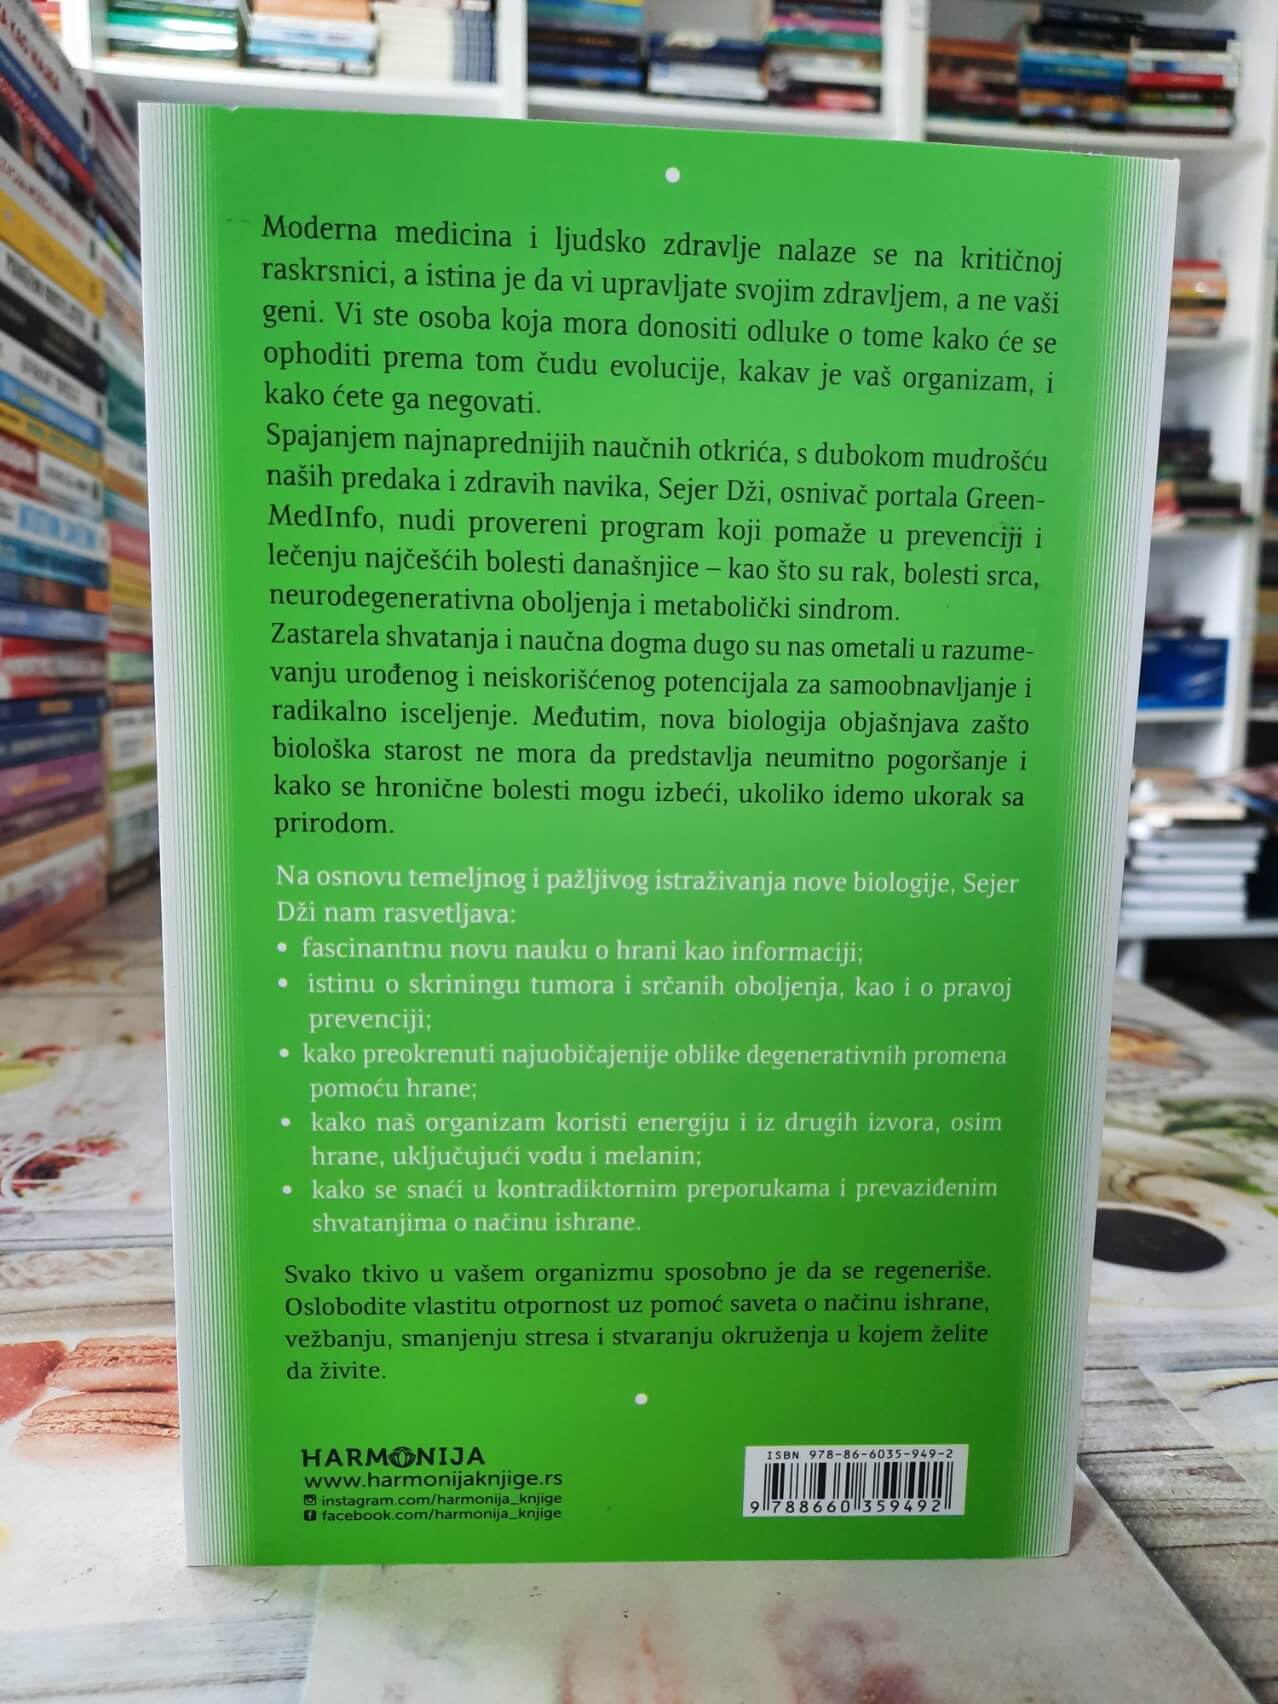 Moderna medicina i ljudsko zdravlje nalaze se na kritičnoj
raskrsnici, a istina je da vi upravljate svojim zdravljem, a ne vaši
geni. Vi ste osoba koja mora donositi odluke o tome kako će se
ophoditi prema tom čudu evolucije, kakav je vaš organizam, i
kako ćete ga negovati.
Spajanjem najnaprednijih naučnih otkrića, s dubokom mudrošću
naših predaka i zdravih navika, Sejer Dži, osnivač portala Green-
MedInfo, nudi provereni program koji pomaže u prevenciji i
lečenju najčešćih bolesti današnjice – kao što su rak, bolesti srca,
neurodegenerativna oboljenja i metabolički sindrom.
Zastarela shvatanja i naučna dogma dugo su nas ometali u razume-
vanju urođenog i neiskorišćenog potencijala za samoobnavljanje i
radikalno isceljenje. Međutim, nova biologija objašnjava zašto
biološka starost ne mora da predstavlja neumitno pogoršanje i
kako se hronične bolesti mogu izbeći, ukoliko idemo ukorak sa
prirodom.
Na osnovu temeljnog i pažljivog istraživanja nove biologije, Sejer
Dži nam rasvetljava:
• fascinantnu novu nauku o hrani kao informaciji;
• istinu o skriningu tumora i srčanih oboljenja, kao i o pravoj
prevenciji;
• kako preokrenuti najuobičajenije oblike degenerativnih promena
pomoću hrane;
• kako naš organizam koristi energiju i iz drugih izvora, osim
hrane, uključujući vodu i melanin;
• kako se snaći u kontradiktornim preporukama i prevaziđenim
shvatanjima o načinu ishrane.
Svako tkivo u vašem organizmu sposobno je da se regeneriše.
Oslobodite vlastitu otpornost uz pomoć saveta o načinu ishrane,
vežbanju, smanjenju stresa i stvaranju okruženja u kojem želite
da živite.
HARMONIJA
www.harmonijaknjige.rs
instagram.com/harmonija_knjige
facebook.com/harmonija_knjige
ISBN 978-86-6035-949-2
9 788660 359492